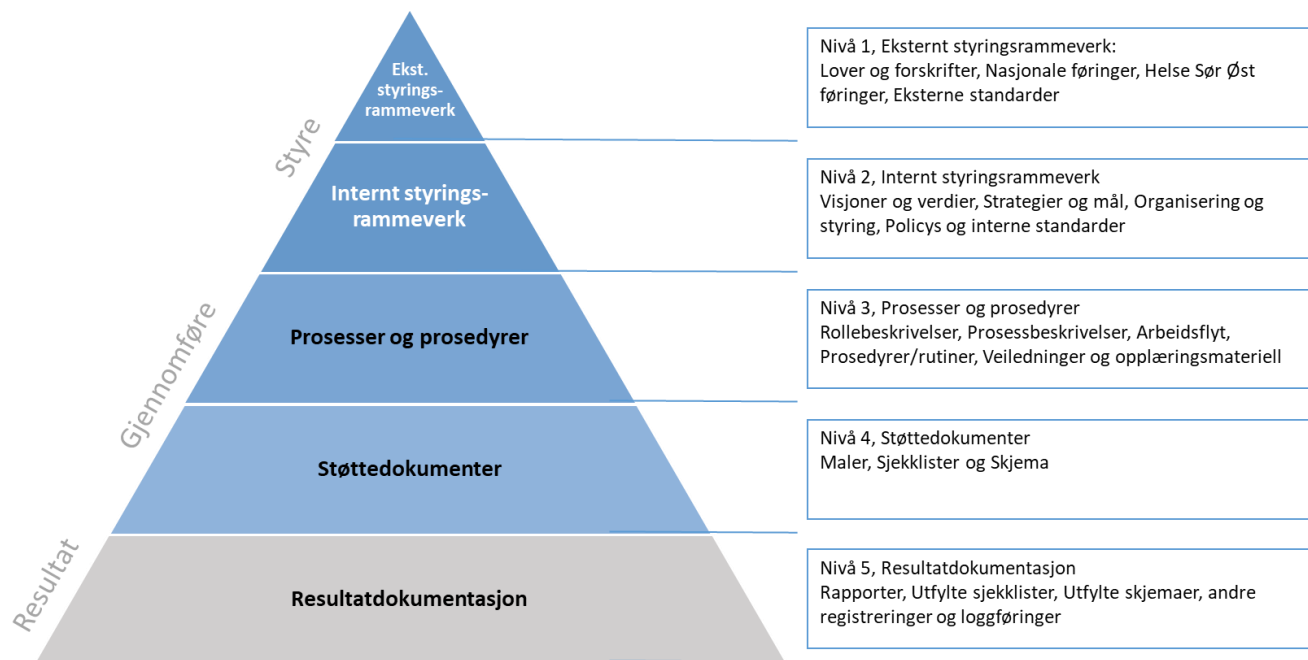 Ekst.
styrings-
rammeverk
Nivå 1, Eksternt styringsrammeverk:
Lover og forskrifter, Nasjonale føringer, Helse Sør Øst
føringer, Eksterne standarder
Styre
Internt styrings-
rammeverk
Nivå 2, Internt styringsrammeverk
Visjoner og verdier, Strategier og mål, Organisering og
styring, Policys og interne standarder
Gjennomføre
Prosesser og prosedyrer
Nivå 3, Prosesser og prosedyrer
Rollebeskrivelser, Prosessbeskrivelser, Arbeidsflyt,
Prosedyrer/rutiner, Veiledninger og opplæringsmateriell
Støttedokumenter
Nivå 4, Støttedokumenter
Maler, Sjekklister og Skjema
Resultat
Resultatdokumentasjon
Nivå 5, Resultatdokumentasjon
Rapporter, Utfylte sjekklister, Utfylte skjemaer, andre
registreringer og loggføringer